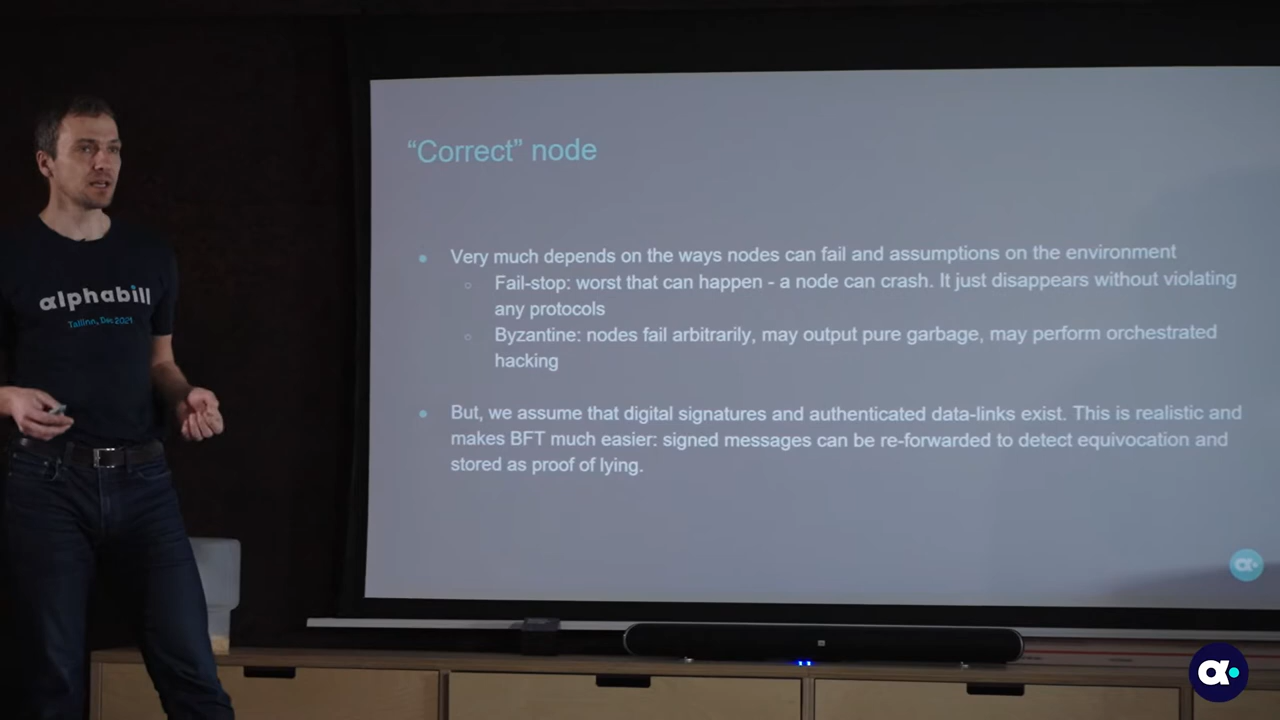 “Correct” node
● Very much depends on the ways nodes can fail and assumptions on the environment
○ Fail-stop: worst that can happen - a node can crash. It just disappears without violating
any protocols
○ Byzantine: nodes fail arbitrarily, may output pure garbage, may perform orchestrated
hacking
● But, we assume that digital signatures and authenticated data-links exist. This is realistic and
makes BFT much easier: signed messages can be re-forwarded to detect equivocation and
stored as proof of lying.
alphabill
Tallinn, Dec 2021